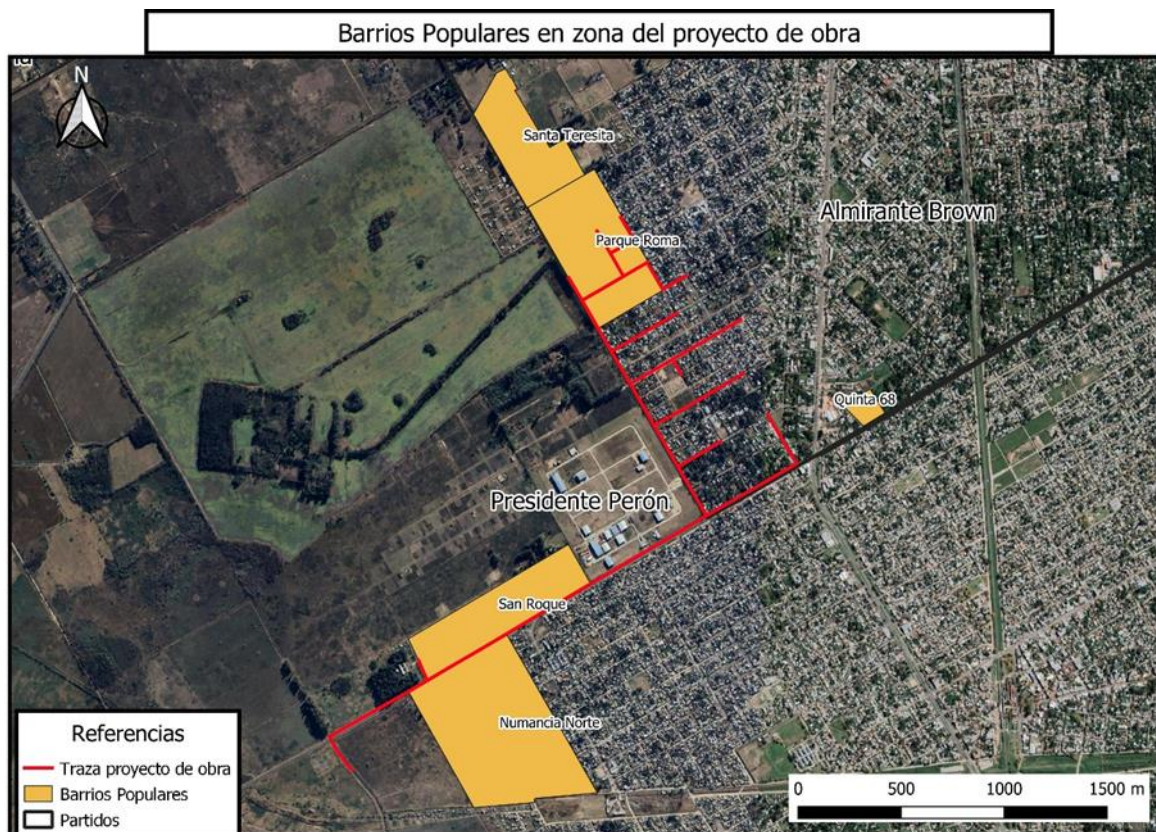 Barrios Populares en zona del proyecto de obra
N
Santa Teresita
Almirante Brown
Parque Roma
Quinta 68
Presidente Perón
San Roque
Numancia Norte
Referencias
Traza proyecto de obra
Barrios Populares
Partidos
0 500 1000 1500 m